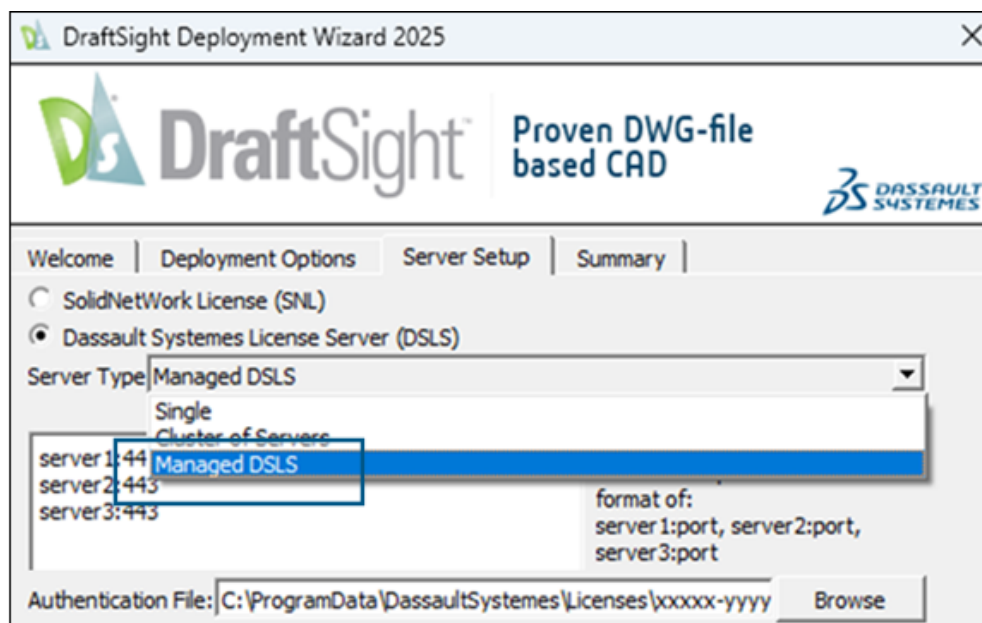 DraftSight Deployment Wizard 2025
DS DraftSight
Proven DWG-file
based CAD
DASSAULT
SYSTEMES
Welcome Deployment Options Server Setup Summary
SolidNetWork License (SNL)
Dassault Systemes License Server (DSLS)
Server Type Managed DSLS
Single
Cluster of Servers
Managed DSLS
server1:44
server2:443
server3:443
format of:
server1:port, server2:port,
server3:port
Authentication File: C:\ProgramData\DassaultSystemes\Licenses\xxxxx-yyyy Browse